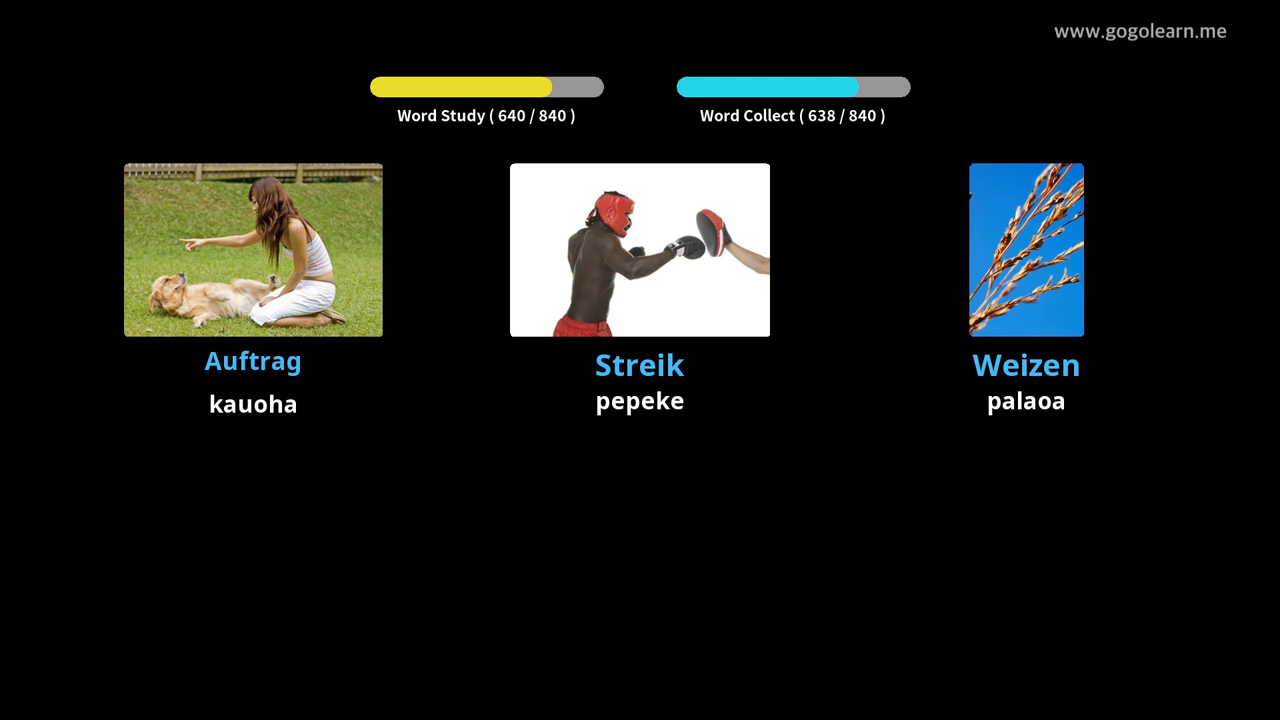 www.gogolearn.me
Word Study ( 640 / 840 )
Word Collect ( 638 / 840 )
Auftrag
kauoha
Streik
pepeke
Weizen
palaoa